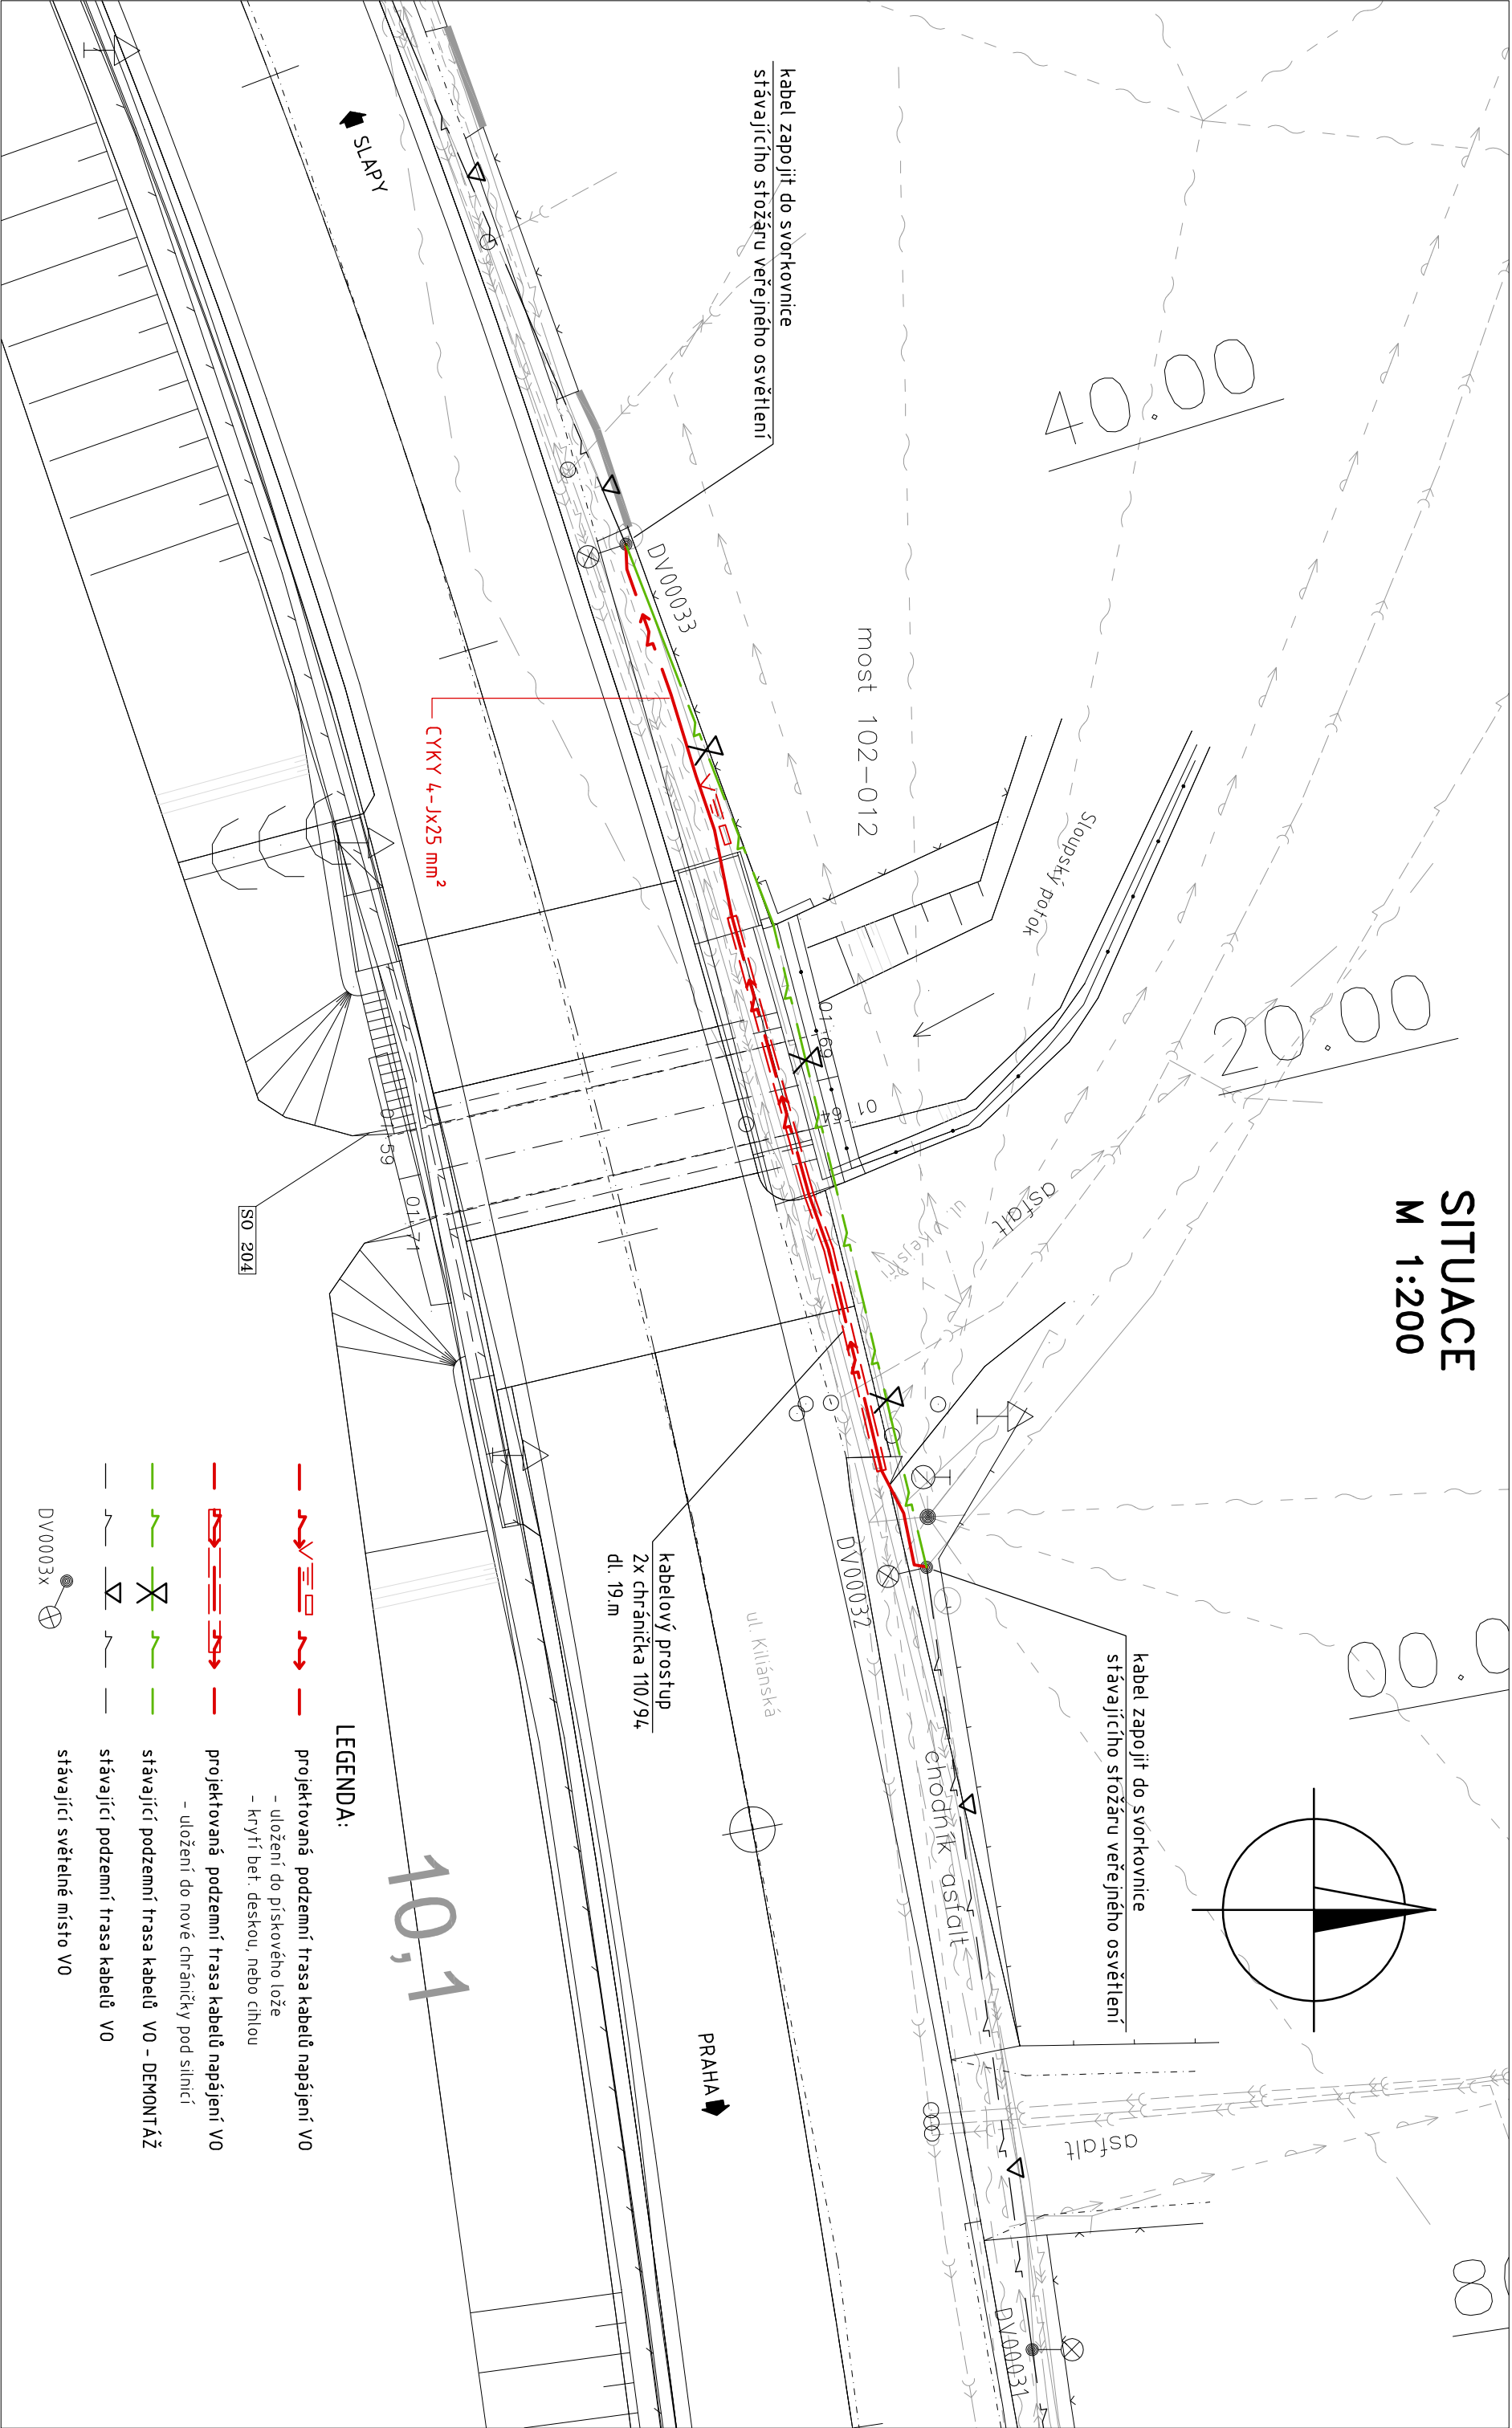 SITUACE
M 1:200
40.00
20.00
kabel zapojit do svorkovnice
stávajícího stožáru veřejného osvětlení
SLAPY
DV00033
most 102-012
Sloupský potok
CYKY 4-Jx25 mm²
asfalt
SO 204
kabelový prostup
2x chránička 110/94
dl. 19.m
DV00032
ul. Kiliánská
kabel zapojit do svorkovnice
stávajícího stožáru veřejného osvětlení
chodník asfalt
10,1
PRAHA
asfalt
DV00031
LEGENDA:
projektovaná podzemní trasa kabelů napájení VO
- uložení do pískového lože
- krytí bet. deskou, nebo cihlou
projektovaná podzemní trasa kabelů napájení VO
- uložení do nové chráničky pod silnicí
stávající podzemní trasa kabelů VO - DEMONTÁŽ
stávající podzemní trasa kabelů VO
DV0003x
stávající světelné místo VO